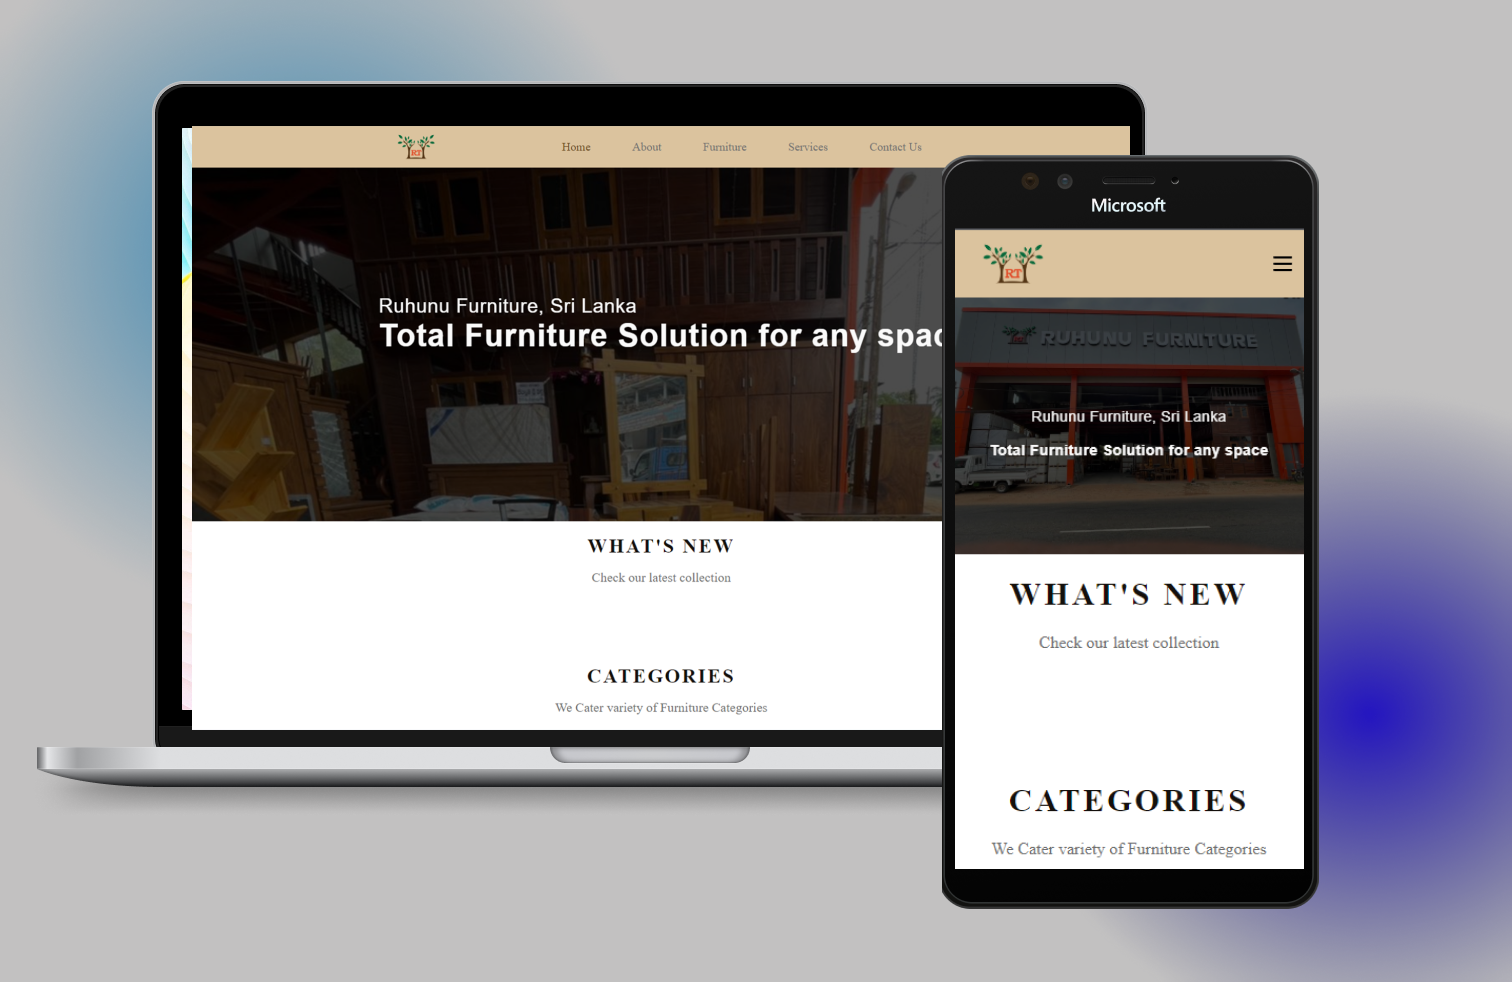 RT
Home About Furniture Services Contact Us
Ruhunu Furniture, Sri Lanka
Total Furniture Solution for any spac
WHAT'S NEW
Check our latest collection
CATEGORIES
We Cater variety of Furniture Categories
Microsoft
RT
RUHUNU FURNITURE
Ruhunu Furniture, Sri Lanka
Total Furniture Solution for any space
WHAT'S NEW
Check our latest collection
CATEGORIES
We Cater variety of Furniture Categories